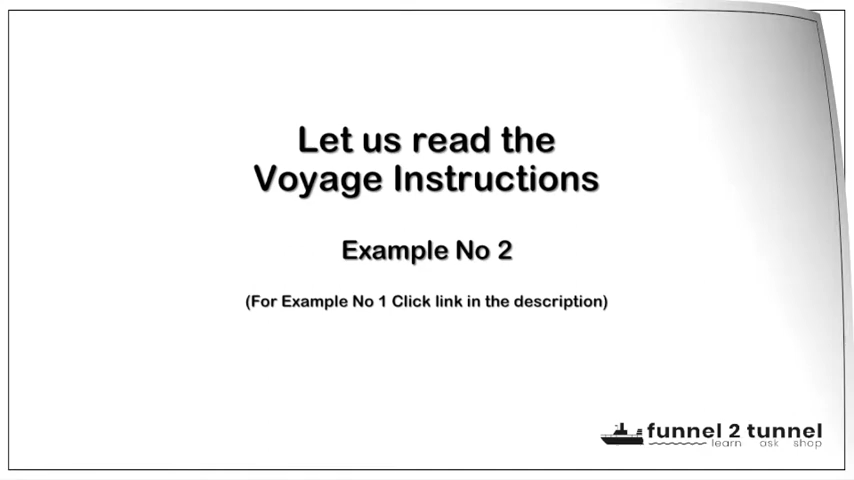 Let us read the
Voyage Instructions
Example No 2
(For Example No 1 Click link in the description)
funnel 2 tunnel
learn ask shop